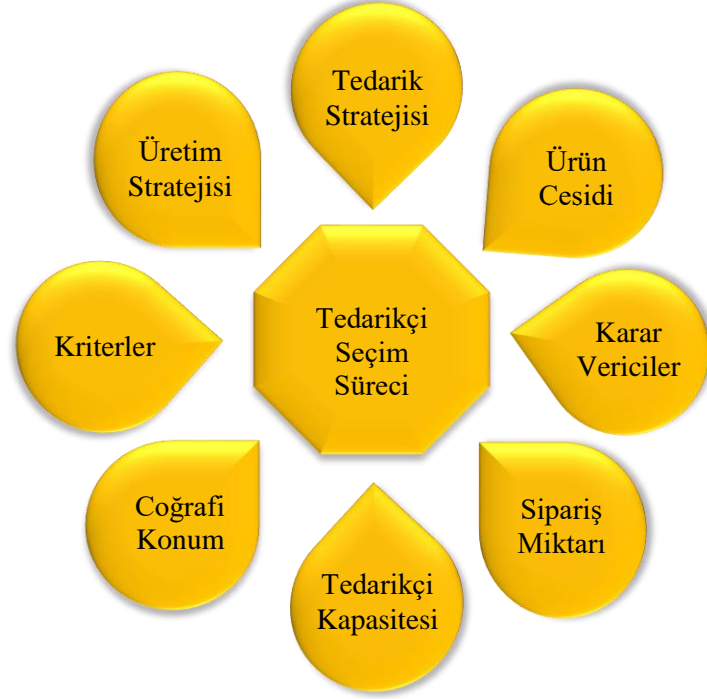 Tedarik
Stratejisi
Üretim
Stratejisi
Ürün
Cesidi
Tedarikçi
Seçim
Süreci
Kriterler
Karar
Vericiler
Coğrafi
Konum
Sipariş
Miktarı
Tedarikçi
Kapasitesi